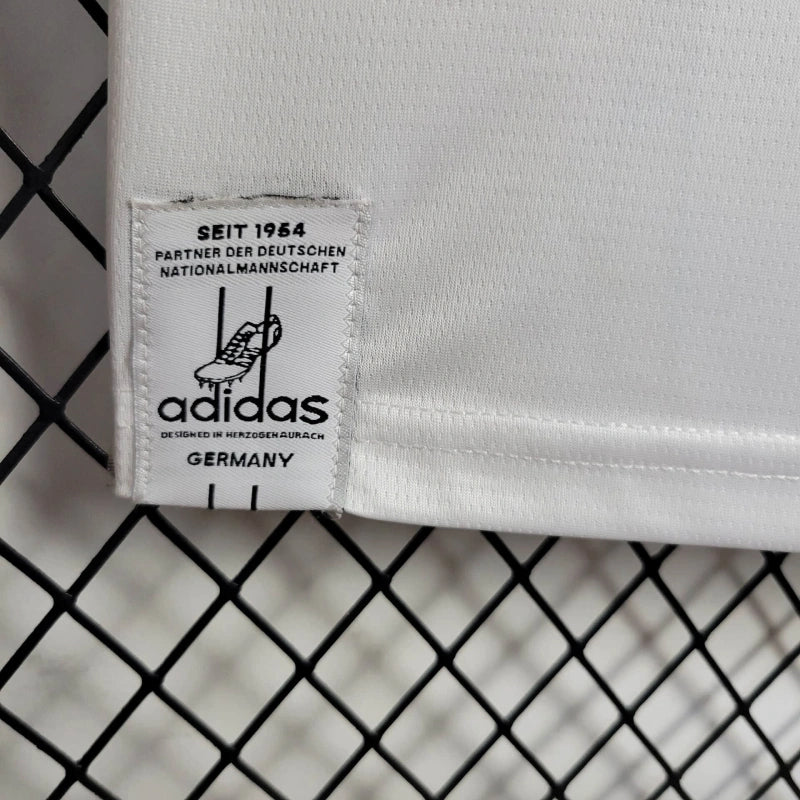 SEIT 1954
PARTNER DER DEUTSCHEN
NATIONALMANNSCHAFT
adidas
DESIGNED IN HERZOGENAURACH
GERMANY